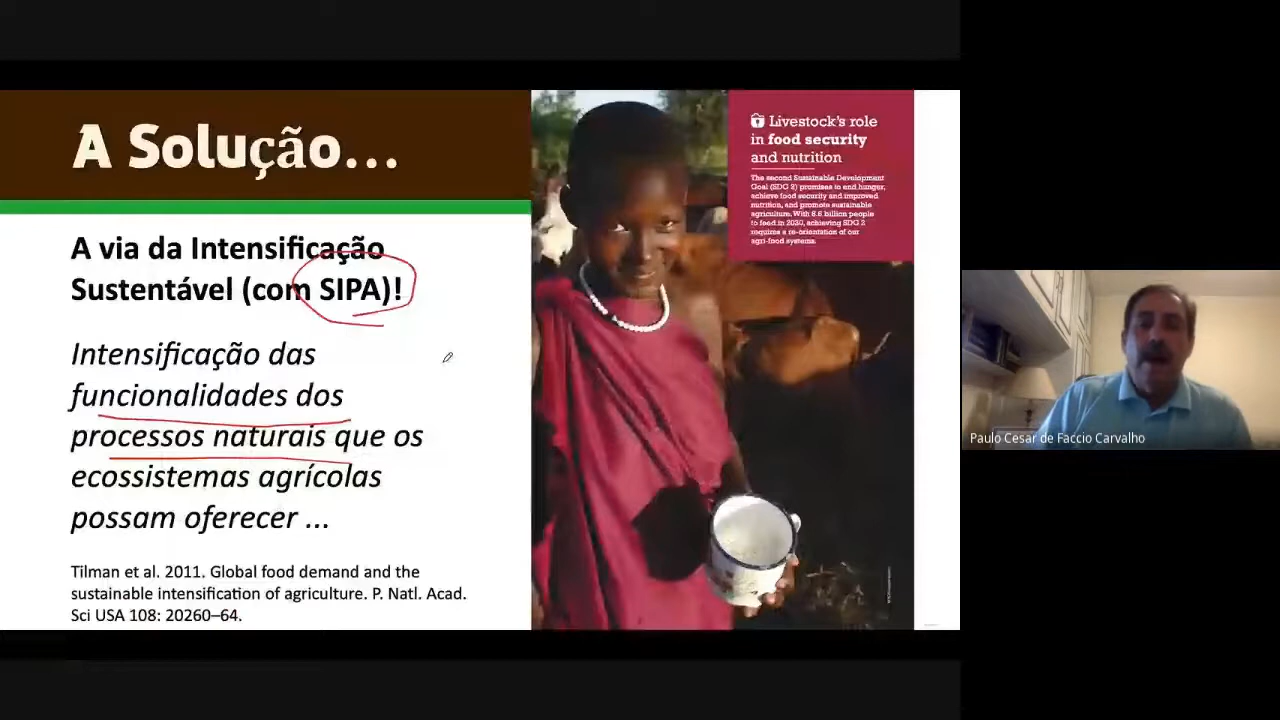 A Solução...
A via da Intensificação
Sustentável (com SIPA)!
Intensificação das
funcionalidades dos
processos naturais que os
ecossistemas agrícolas
possam oferecer ...
Tilman et al. 2011. Global food demand and the
sustainable intensification of agriculture. P. Natl. Acad.
Sci USA 108: 20260–64.
Livestock's role
in food security
and nutrition
The second Sustainable Development
Goal (SDG 2) promises to end hunger,
achieve food security and improved
nutrition, and promote sustainable
agriculture. With 8.6 billion people
to feed in 2030, achieving SDG 2
requires a re-orientation of our
agri-food systems.
Paulo Cesar de Faccio Carvalho